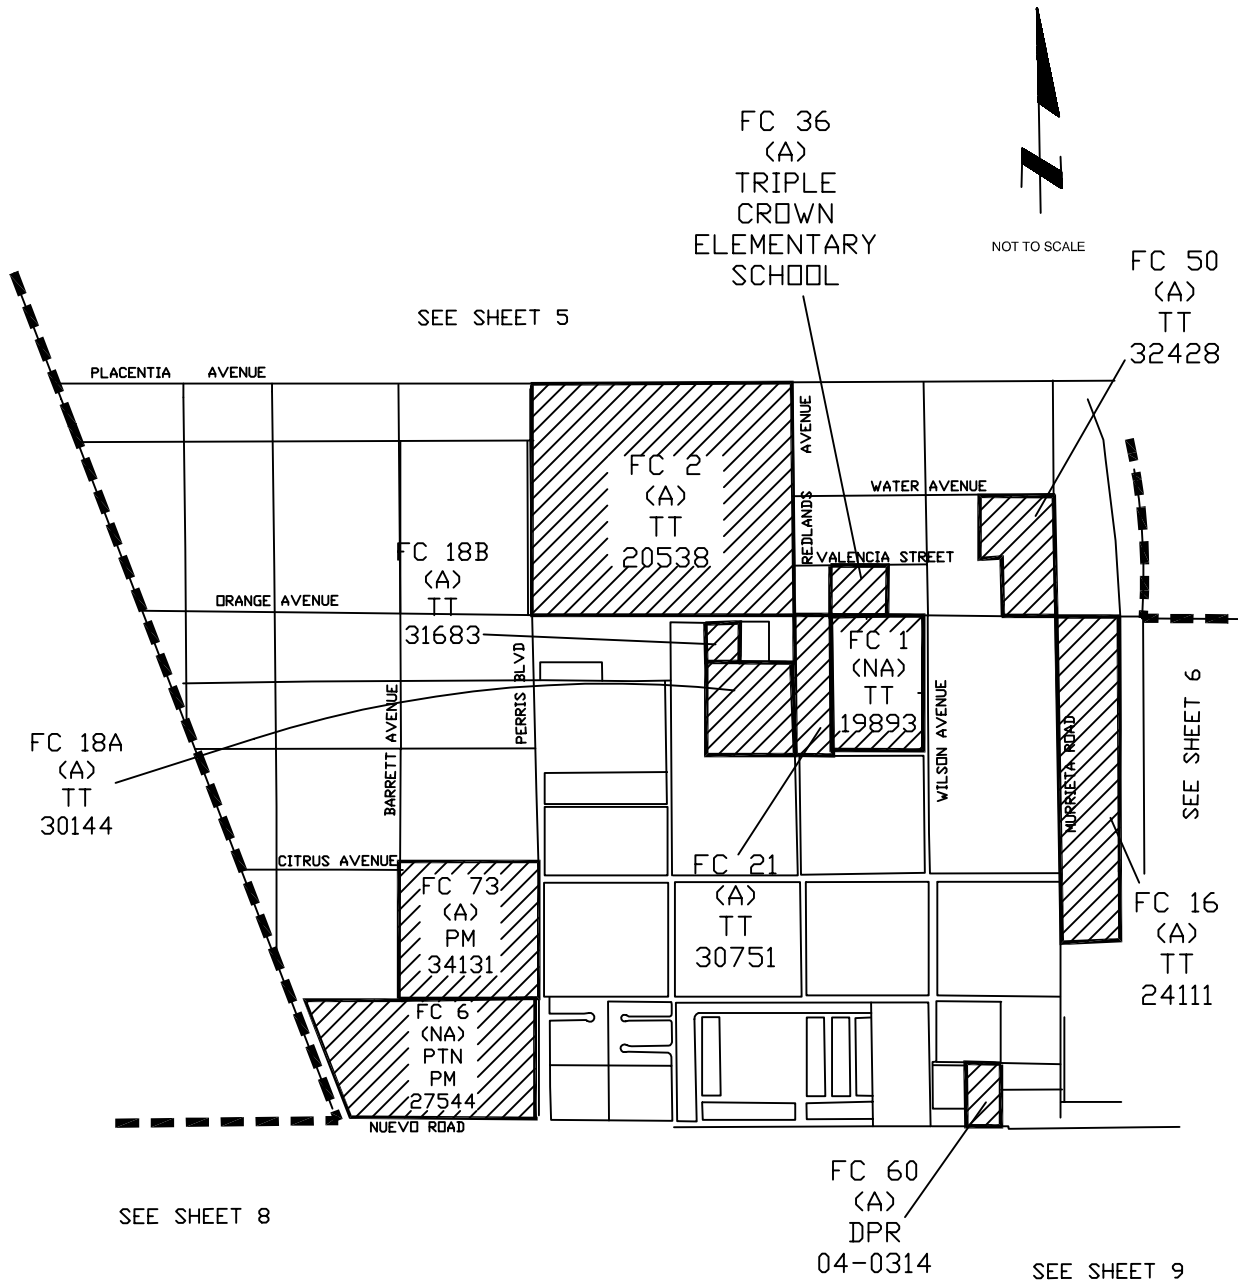 FC 36
(A)
TRIPLE
CROWN
ELEMENTARY
SCHOOL
NOT TO SCALE
FC 50
(A)
TT
32428
SEE SHEET 5
PLACENTIA AVENUE
FC 2
(A)
TT
20538
REDLANDS AVENUE
WATER AVENUE
VALENCIA STREET
FC 18B
(A)
TT
31683
ORANGE AVENUE
PERRIS BLVD
BARRETT AVENUE
FC 1
(NA)
TT
19893
WILSON AVENUE
MURRIETA ROAD
SEE SHEET 6
FC 18A
(A)
TT
30144
CITRUS AVENUE
FC 73
(A)
PM
34131
FC 21
(A)
TT
30751
FC 16
(A)
TT
24111
FC 6
(NA)
PTN
PM
27544
NUEVO ROAD
FC 60
(A)
DPR
04-0314
SEE SHEET 8
SEE SHEET 9